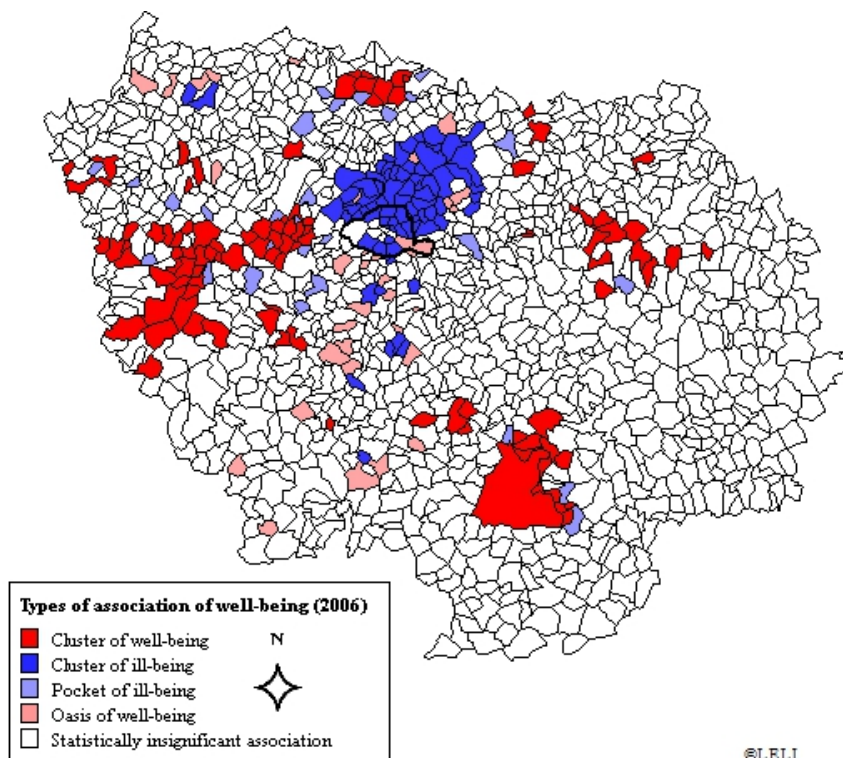 Types of association of well-being (2006)
Cluster of well-being
N
Cluster of ill-being
Pocket of ill-being
Oasis of well-being
Statistically insignificant association